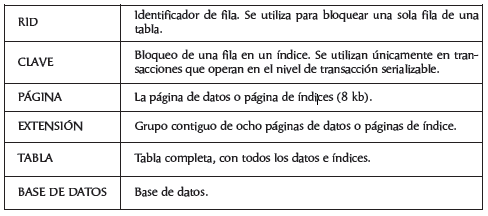 RID
Identificador de fila. Se utiliza para bloquear una sola fila de una
tabla.
CLAVE
Bloqueo de una fila en un índice. Se utilizan únicamente en tran-
sacciones que operan en el nivel de transacción serializable.
PÁGINA
La página de datos o página de índices (8 kb).
EXTENSIÓN
Grupo contiguo de ocho páginas de datos o páginas de índice.
TABLA
Tabla completa, con todos los datos e índices.
BASE DE DATOS
Base de datos.